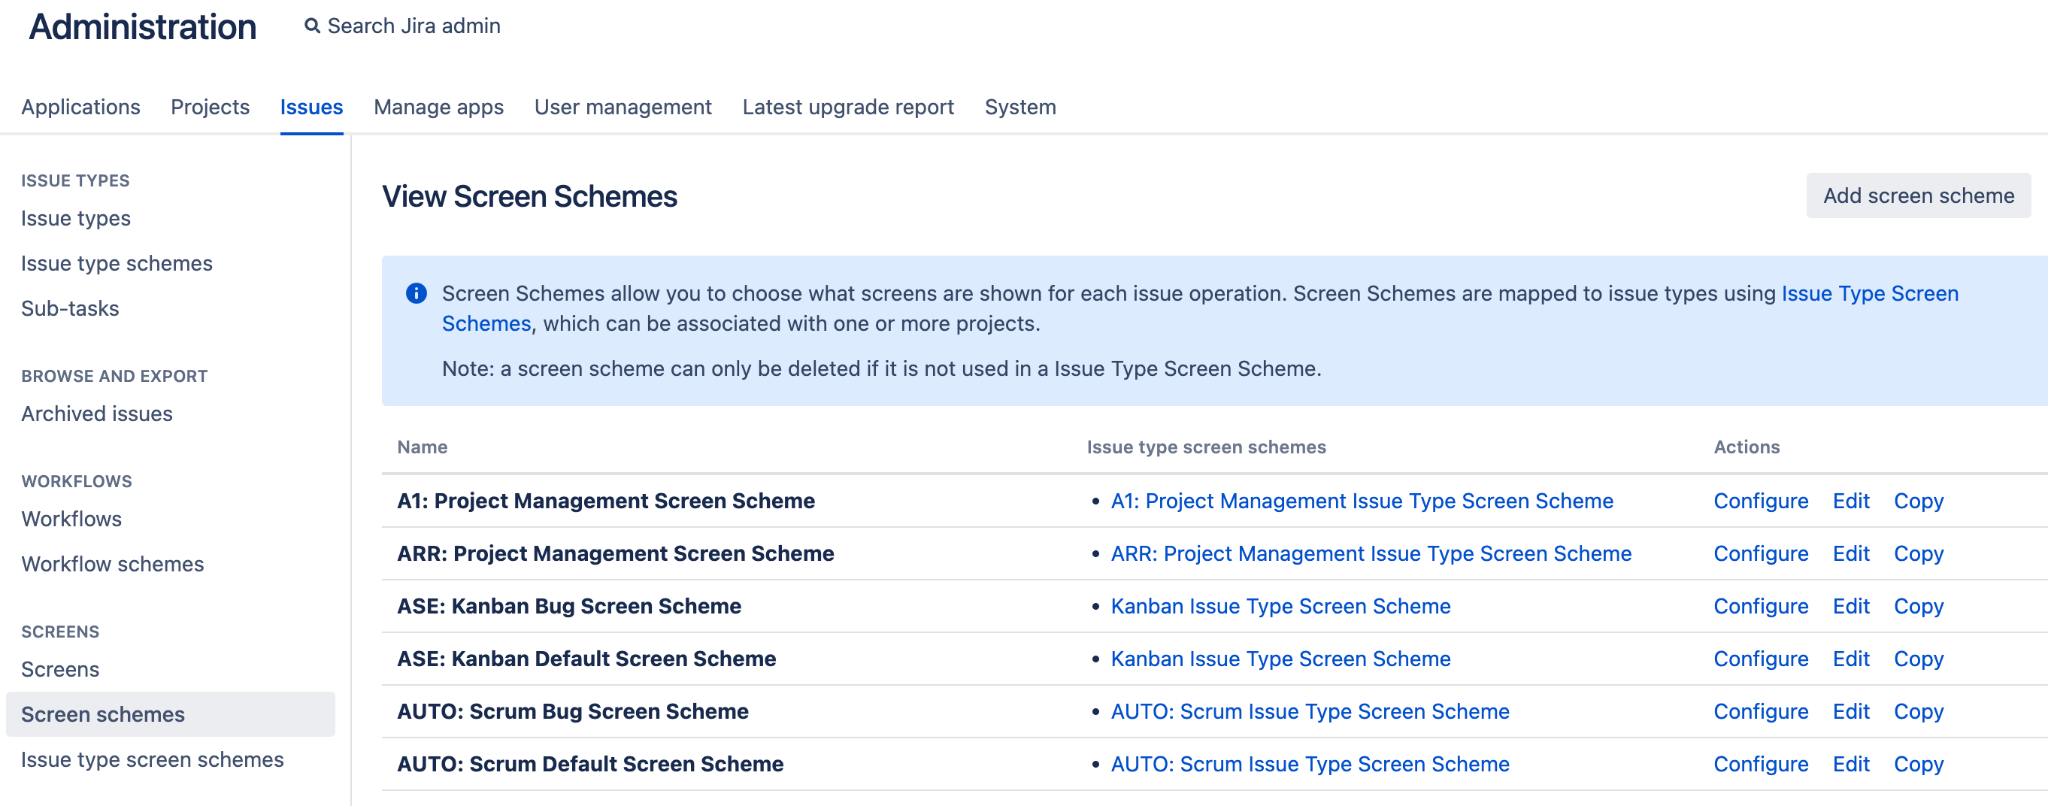 Administration Search Jira admin
Applications Projects Issues Manage apps User management Latest upgrade report System
ISSUE TYPES
Issue types
Issue type schemes
Sub-tasks
BROWSE AND EXPORT
Archived issues
WORKFLOWS
Workflows
Workflow schemes
SCREENS
Screens
Screen schemes
Issue type screen schemes
View Screen Schemes Add screen scheme
Screen Schemes allow you to choose what screens are shown for each issue operation. Screen Schemes are mapped to issue types using Issue Type Screen
Schemes, which can be associated with one or more projects.
Note: a screen scheme can only be deleted if it is not used in a Issue Type Screen Scheme.
Name Issue type screen schemes Actions
A1: Project Management Screen Scheme • A1: Project Management Issue Type Screen Scheme Configure Edit Copy
ARR: Project Management Screen Scheme • ARR: Project Management Issue Type Screen Scheme Configure Edit Copy
ASE: Kanban Bug Screen Scheme • Kanban Issue Type Screen Scheme Configure Edit Copy
ASE: Kanban Default Screen Scheme • Kanban Issue Type Screen Scheme Configure Edit Copy
AUTO: Scrum Bug Screen Scheme • AUTO: Scrum Issue Type Screen Scheme Configure Edit Copy
AUTO: Scrum Default Screen Scheme • AUTO: Scrum Issue Type Screen Scheme Configure Edit Copy